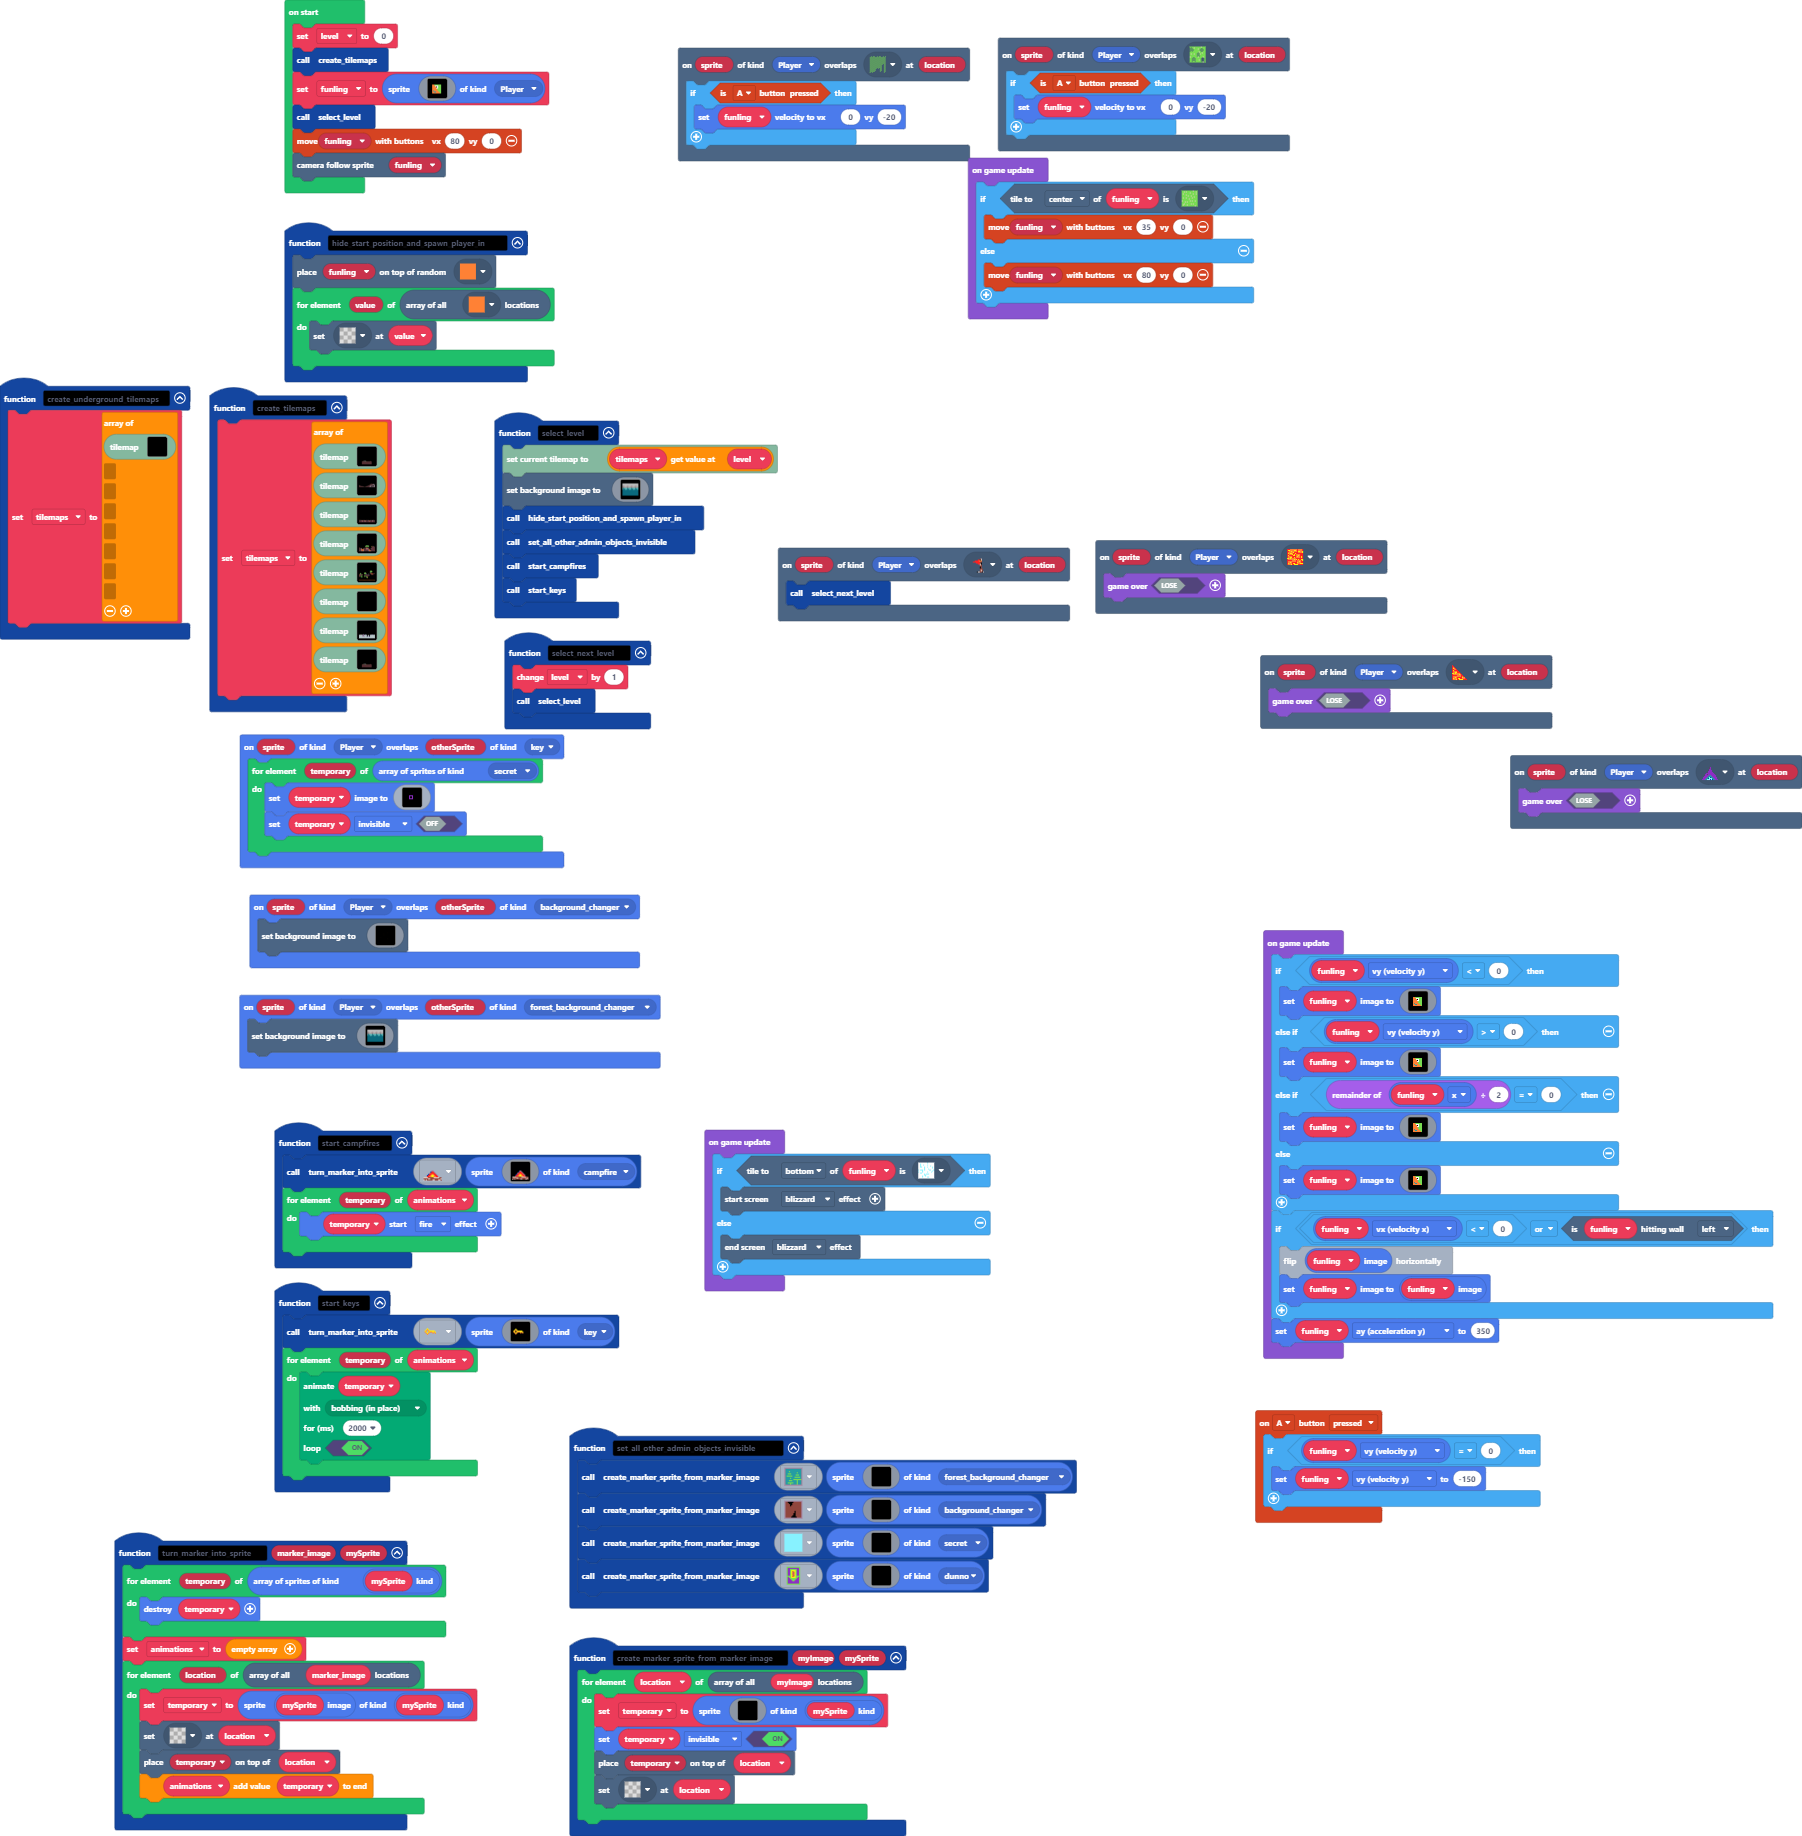 on start
set level to 0
call create_tilemaps
set funling to sprite of kind Player
call select_level
move funling with buttons vx 80 vy 0
camera follow sprite funling
on sprite of kind Player overlaps at location
if is A button pressed then
set funling velocity to vx 0 vy -20
on sprite of kind Player overlaps at location
if is A button pressed then
set funling velocity to vx 0 vy -20
on game update
if tile to center of funling is then
move funling with buttons vx 35 vy 0
else
move funling with buttons vx 80 vy 0
function hide start position and spawn player in
place funling on top of random
for element value of array of all locations
do set at value
function create underground tilemaps
set tilemaps to
array of
tilemap
function create tilemaps
set tilemaps to
array of
tilemap
tilemap
tilemap
tilemap
tilemap
tilemap
tilemap
tilemap
function select level
set current tilemap to tilemaps get value at level
set background image to
call hide_start_position_and_spawn_player_in
call set_all_other_admin_objects_invisible
call start_campfires
call start_keys
function select next level
change level by 1
call select_level
on sprite of kind Player overlaps at location
call select_next_level
on sprite of kind Player overlaps at location
game over LOSE
on sprite of kind Player overlaps at location
game over LOSE
on sprite of kind Player overlaps at location
game over LOSE
on sprite of kind Player overlaps otherSprite of kind key
for element temporary of array of sprites of kind secret
do set temporary image to
set temporary invisible OFF
on sprite of kind Player overlaps otherSprite of kind background_changer
set background image to
on sprite of kind Player overlaps otherSprite of kind forest_background_changer
set background image to
on game update
if funling vy (velocity y) < 0 then
set funling image to
else if funling vy (velocity y) > 0 then
set funling image to
else if remainder of funling x ÷ 2 = 0 then
set funling image to
else
set funling image to
if funling vx (velocity x) < 0 or is funling hitting wall left then
flip funling image horizontally
set funling image to funling image
set funling ay (acceleration y) to 350
function start campfires
call turn_marker_into_sprite sprite of kind campfire
for element temporary of animations
do temporary start fire effect
on game update
if tile to bottom of funling is then
start screen blizzard effect
else
end screen blizzard effect
function start keys
call turn_marker_into_sprite sprite of kind key
for element temporary of animations
do animate temporary
with bobbing (in place)
for (ms) 2000
loop ON
on A button pressed
if funling vy (velocity y) = 0 then
set funling vy (velocity y) to -150
function set all other admin objects invisible
call create_marker_sprite_from_marker_image sprite of kind forest_background_changer
call create_marker_sprite_from_marker_image sprite of kind background_changer
call create_marker_sprite_from_marker_image sprite of kind secret
call create_marker_sprite_from_marker_image sprite of kind dunno
function turn marker into sprite marker_image mySprite
for element temporary of array of sprites of kind mySprite kind
do destroy temporary
set animations to empty array
for element location of array of all marker_image locations
do set temporary to sprite mySprite image of kind mySprite kind
set at location
place temporary on top of location
animations add value temporary to end
function create marker sprite from marker image myImage mySprite
for element location of array of all myImage locations
do set temporary to sprite of kind mySprite kind
set temporary invisible ON
place temporary on top of location
set at location